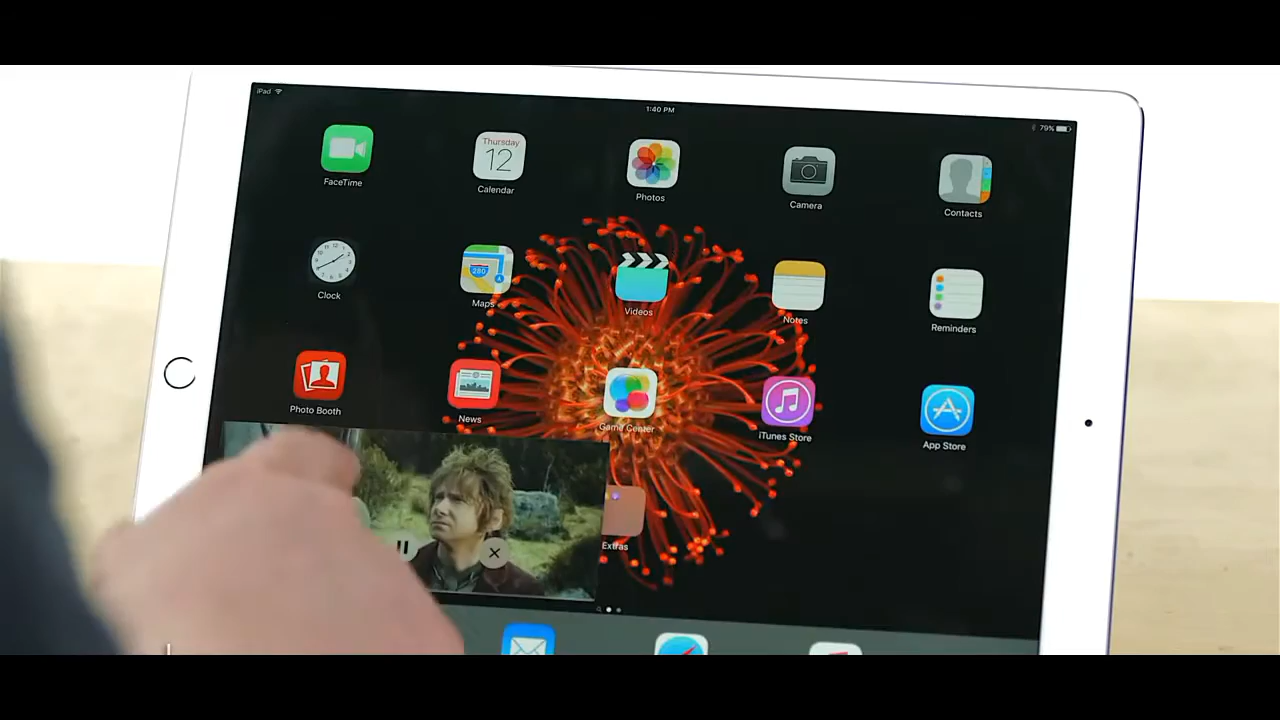 iPad
1:40 PM
79%
FaceTime
Thursday
12
Calendar
Photos
Camera
Contacts
Clock
280
Maps
Videos
Notes
Reminders
Photo Booth
News
Game Center
iTunes Store
App Store
Extras